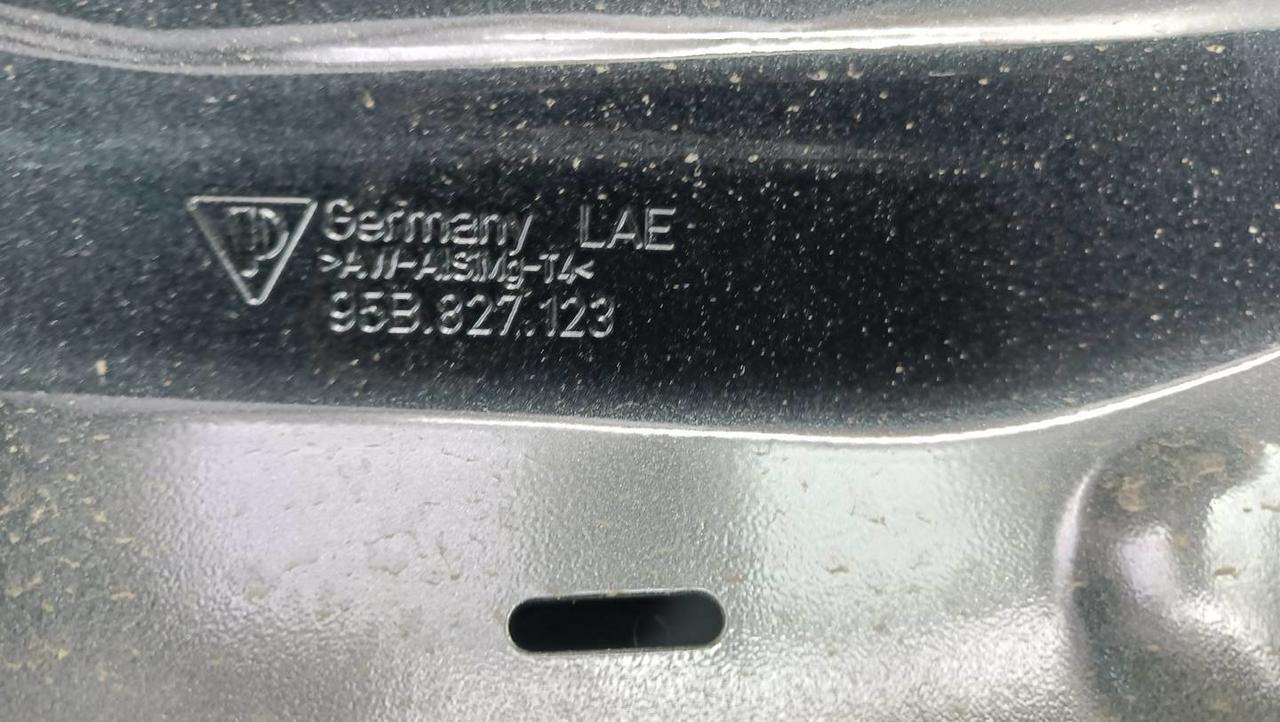 Germany LAE
>AW-AlSiMg-T4<
95B.827.123